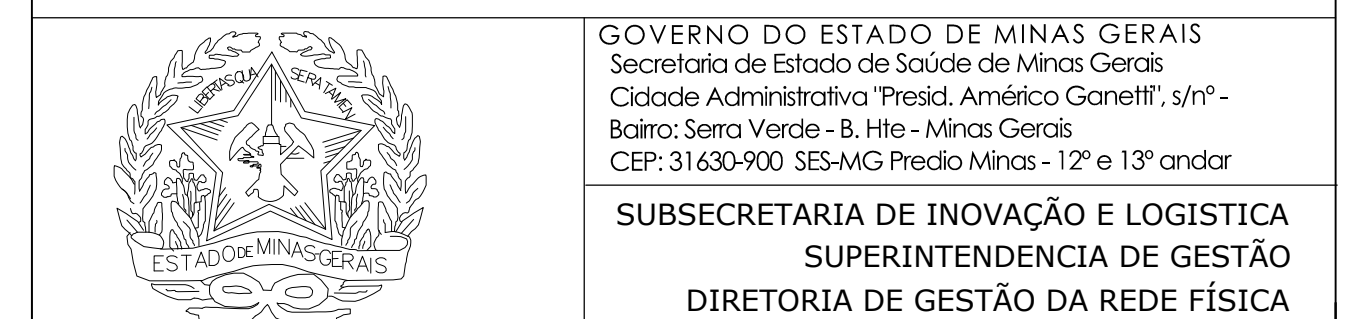 LIBERTAS QUÆ SERA TAMEN
ESTADO DE MINAS GERAIS
GOVERNO DO ESTADO DE MINAS GERAIS
Secretaria de Estado de Saúde de Minas Gerais
Cidade Administrativa "Presid. Américo Ganetti", s/nº -
Bairro: Serra Verde - B. Hte - Minas Gerais
CEP: 31630-900 SES-MG Predio Minas - 12º e 13º andar
SUBSECRETARIA DE INOVAÇÃO E LOGISTICA
SUPERINTENDENCIA DE GESTÃO
DIRETORIA DE GESTÃO DA REDE FÍSICA